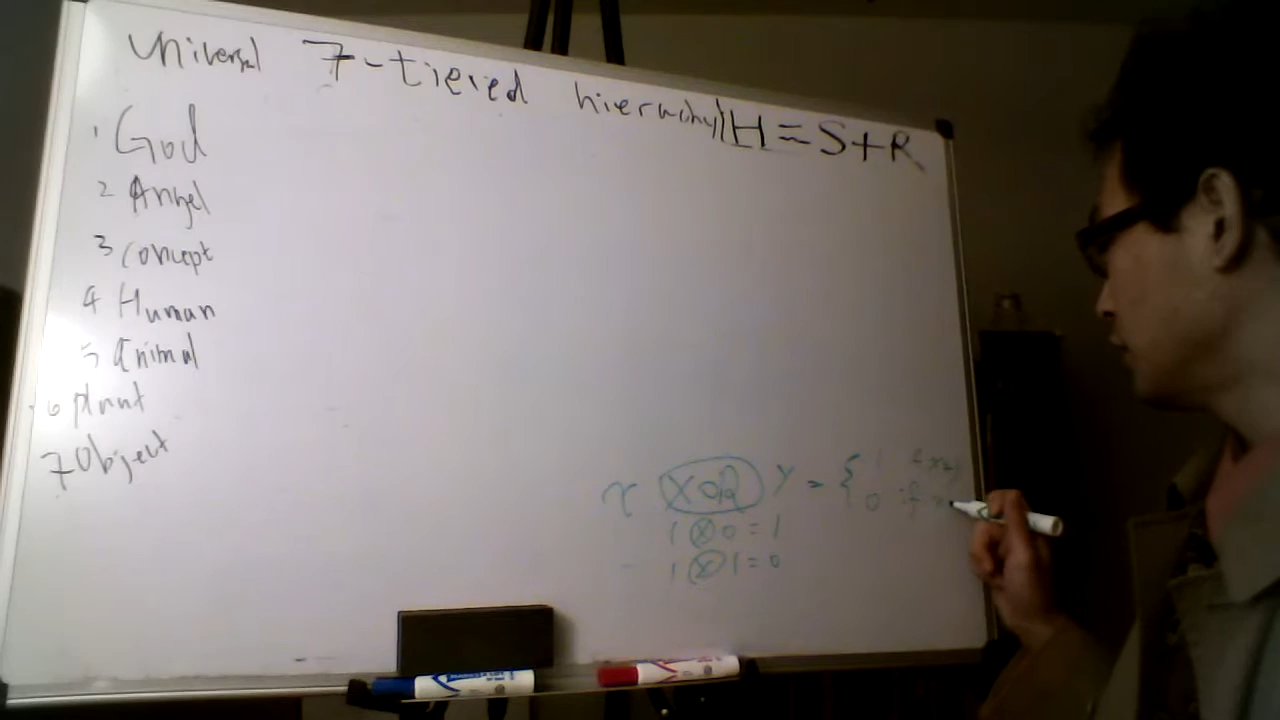 Universal 7-tiered hierarchy H = S+R
1 God
2 Angel
3 Concept
4 Human
5 Animal
6 plant
7 Object
x XOR y = { 1
0 if x
1 ⊗ 0 = 1
1 ⊗ 1 = 0